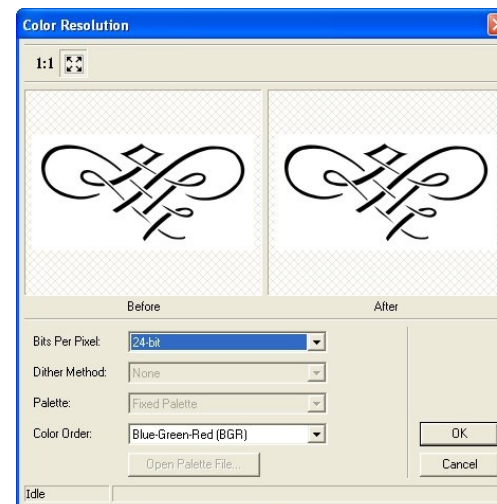 Color Resolution
1:1
Before After
Bits Per Pixel: 24-bit
Dither Method: None
Palette: Fixed Palette
Color Order: Blue-Green-Red (BGR)
OK
Open Palette File... Cancel
Idle